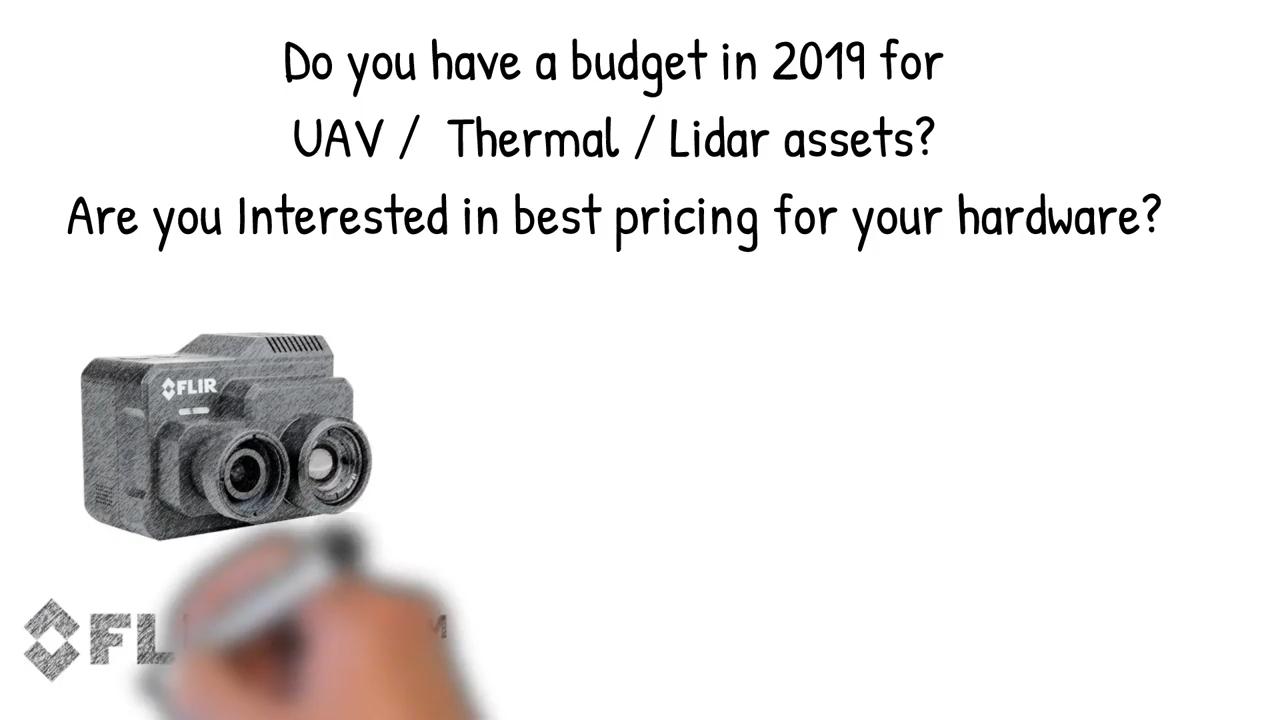 Do you have a budget in 2019 for
UAV / Thermal / Lidar assets?
Are you Interested in best pricing for your hardware?
FLIR